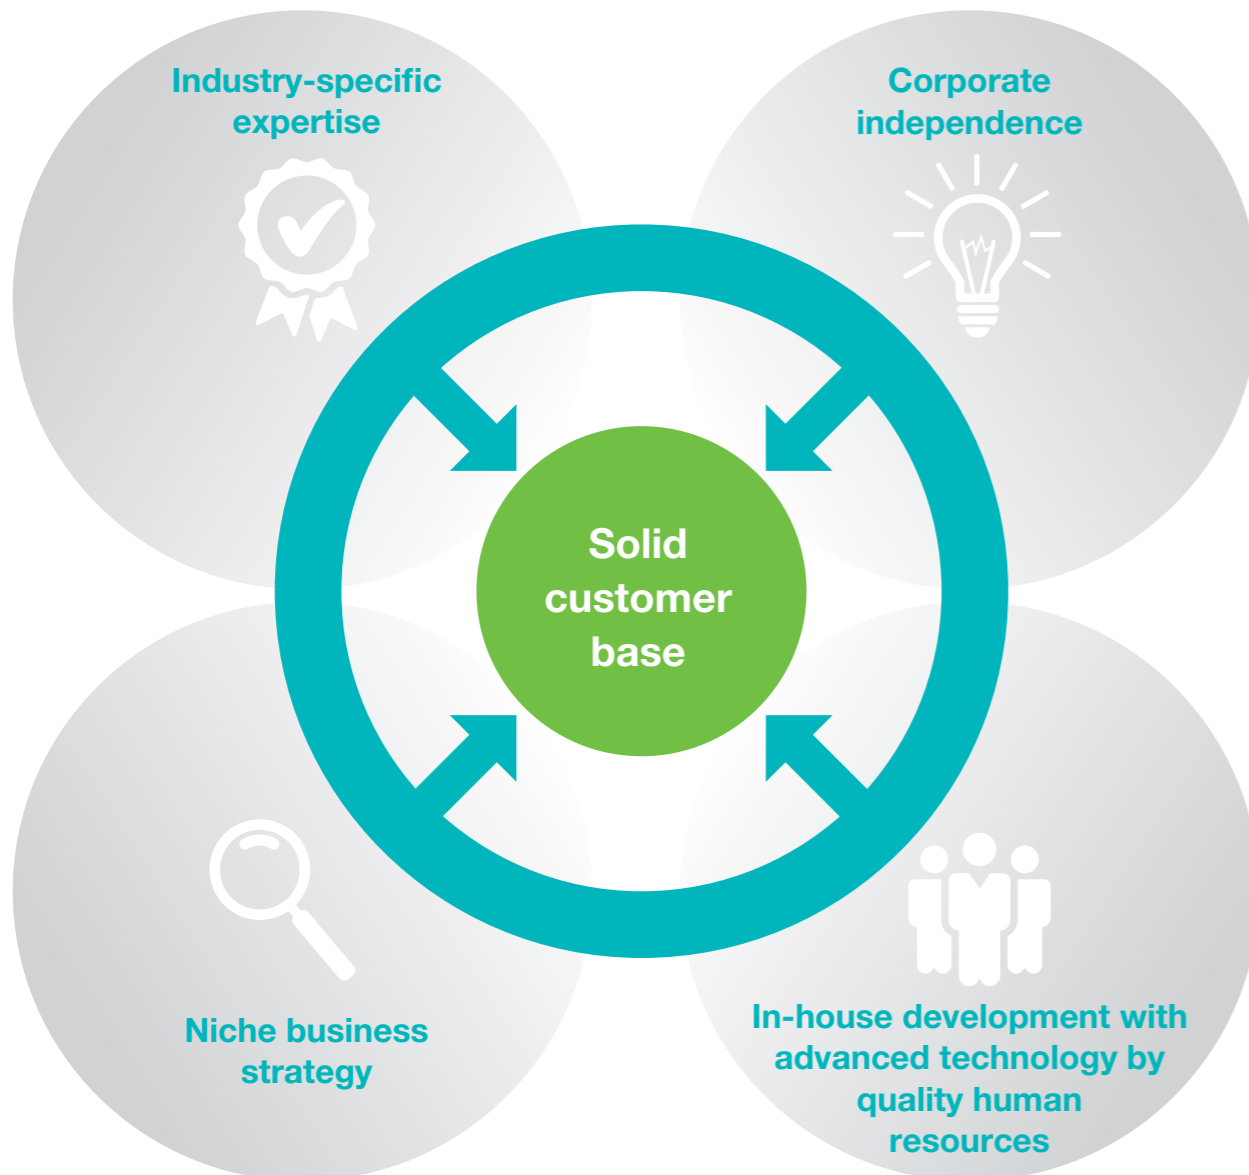 Industry-specific
expertise
Corporate
independence
Solid
customer
base
Niche business
strategy
In-house development with
advanced technology by
quality human
resources